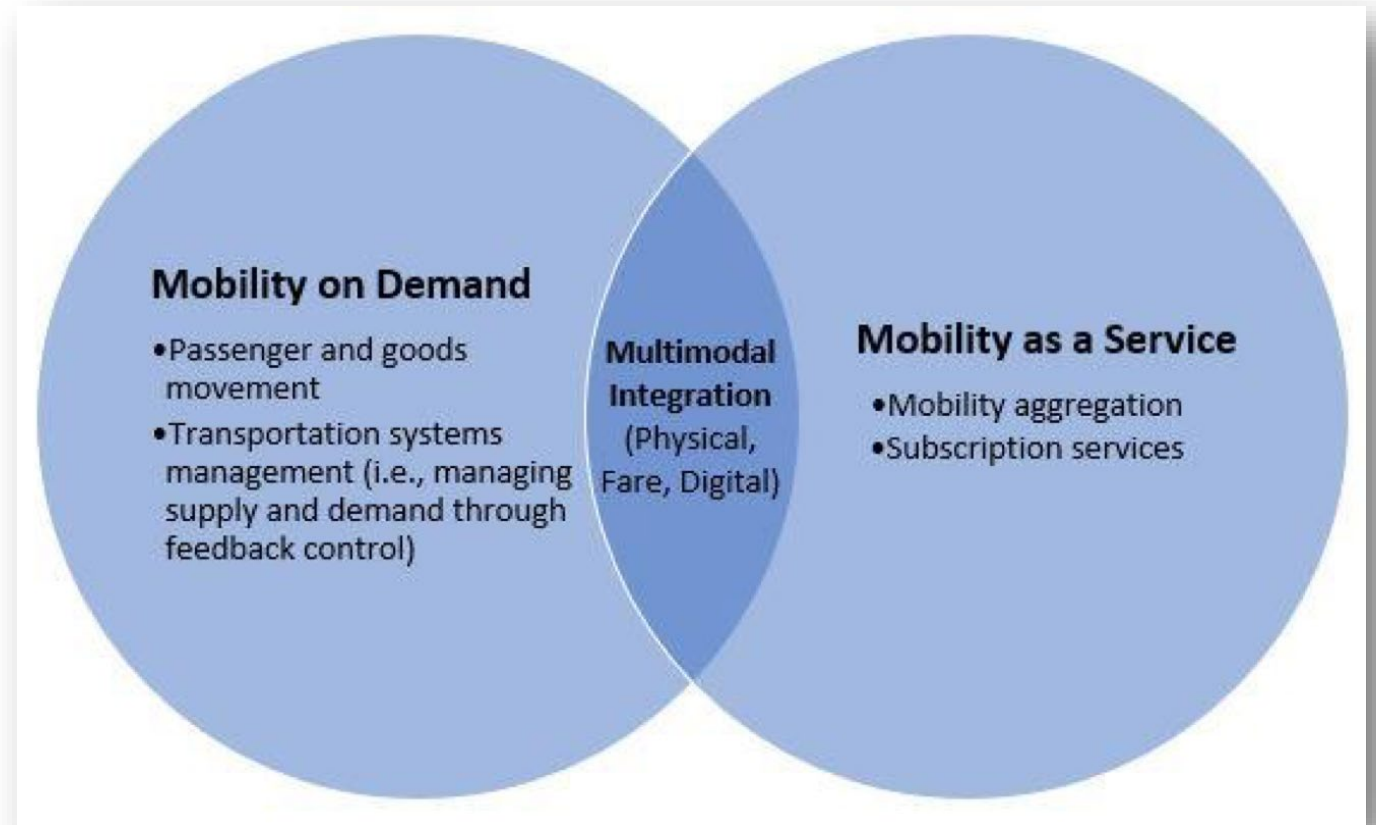 Mobility on Demand
•Passenger and goods
movement
•Transportation systems
management (i.e., managing
supply and demand through
feedback control)
Multimodal
Integration
(Physical,
Fare, Digital)
Mobility as a Service
•Mobility aggregation
•Subscription services